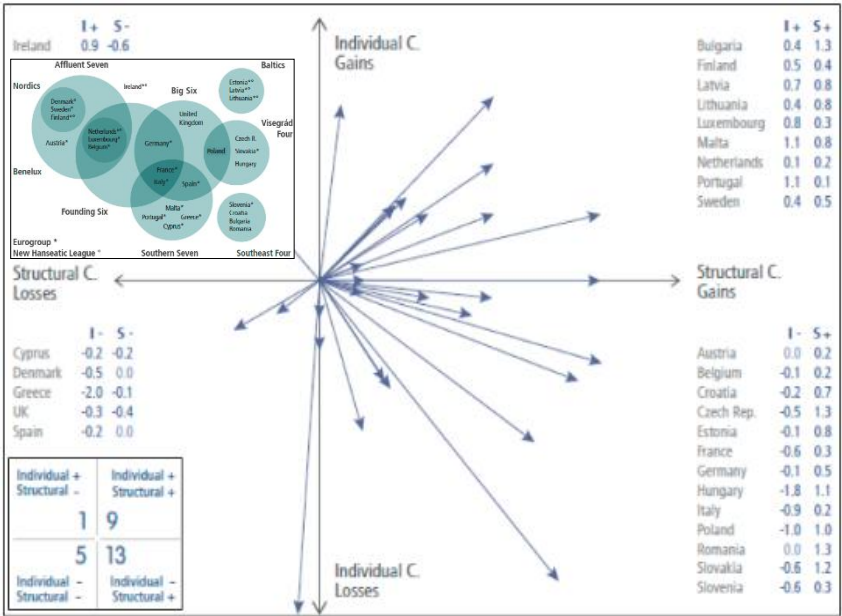 I+ S-
Ireland 0.9 -0.6
Individual C.
Gains
I+ S+
Bulgaria 0.4 1.3
Finland 0.5 0.4
Latvia 0.7 0.8
Lithuania 0.4 0.8
Luxembourg 0.8 0.3
Malta 1.1 0.8
Netherlands 0.1 0.2
Portugal 1.1 0.1
Sweden 0.4 0.5
Affluent Seven
Nordics
Ireland*°
Big Six
Baltics
Estonia*°
Latvia*°
Lithuania*°
Denmark°
Sweden°
Finland*°
Austria*
Netherlands*°
Luxembourg*
Belgium*
United
Kingdom
Germany*
Visegrád
Four
Poland
Czech R.
Slovakia*
Hungary
Benelux
France*
Italy*
Spain*
Malta*
Portugal* Greece*
Cyprus*
Slovenia*
Croatia
Bulgaria
Romania
Founding Six
Eurogroup *
New Hanseatic League °
Southern Seven
Southeast Four
Structural C.
Losses
Structural C.
Gains
I- S-
Cyprus -0.2 -0.2
Denmark -0.5 0.0
Greece -2.0 -0.1
UK -0.3 -0.4
Spain -0.2 0.0
I- S+
Austria 0.0 0.2
Belgium -0.1 0.2
Croatia -0.2 0.7
Czech Rep. -0.5 1.3
Estonia -0.1 0.8
France -0.6 0.3
Germany -0.1 0.5
Hungary -1.8 1.1
Italy -0.9 0.2
Poland -1.0 1.0
Romania 0.0 1.3
Slovakia -0.6 1.2
Slovenia -0.6 0.3
Individual +
Structural -
1
Individual +
Structural +
9
5
Individual -
Structural -
13
Individual -
Structural +
Individual C.
Losses